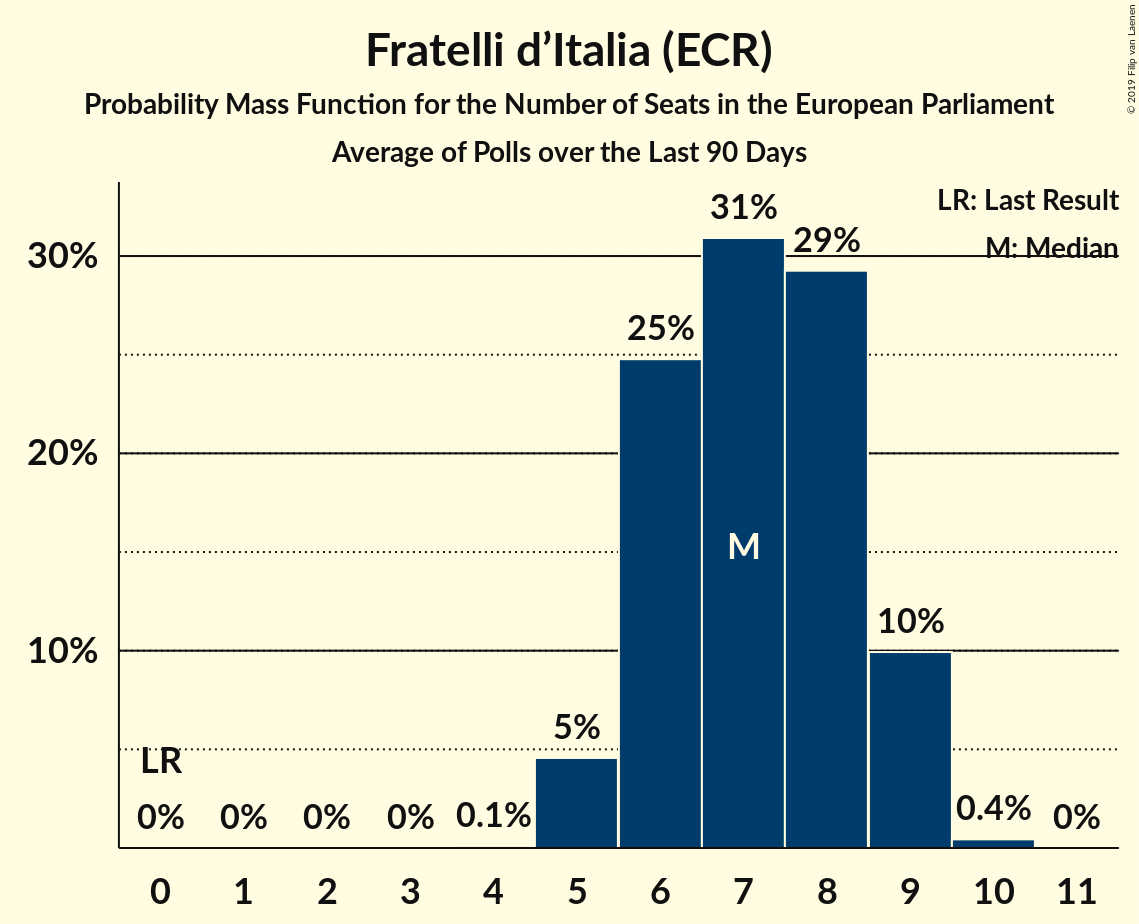 Fratelli d’Italia (ECR)
Probability Mass Function for the Number of Seats in the European Parliament
Average of Polls over the Last 90 Days
© 2019 Filip van Laenen
LR: Last Result
M: Median
30%
20%
10%
LR
0%
0%
0%
0%
0.1%
5%
25%
31%
29%
10%
0.4%
0%
M
0 1 2 3 4 5 6 7 8 9 10 11